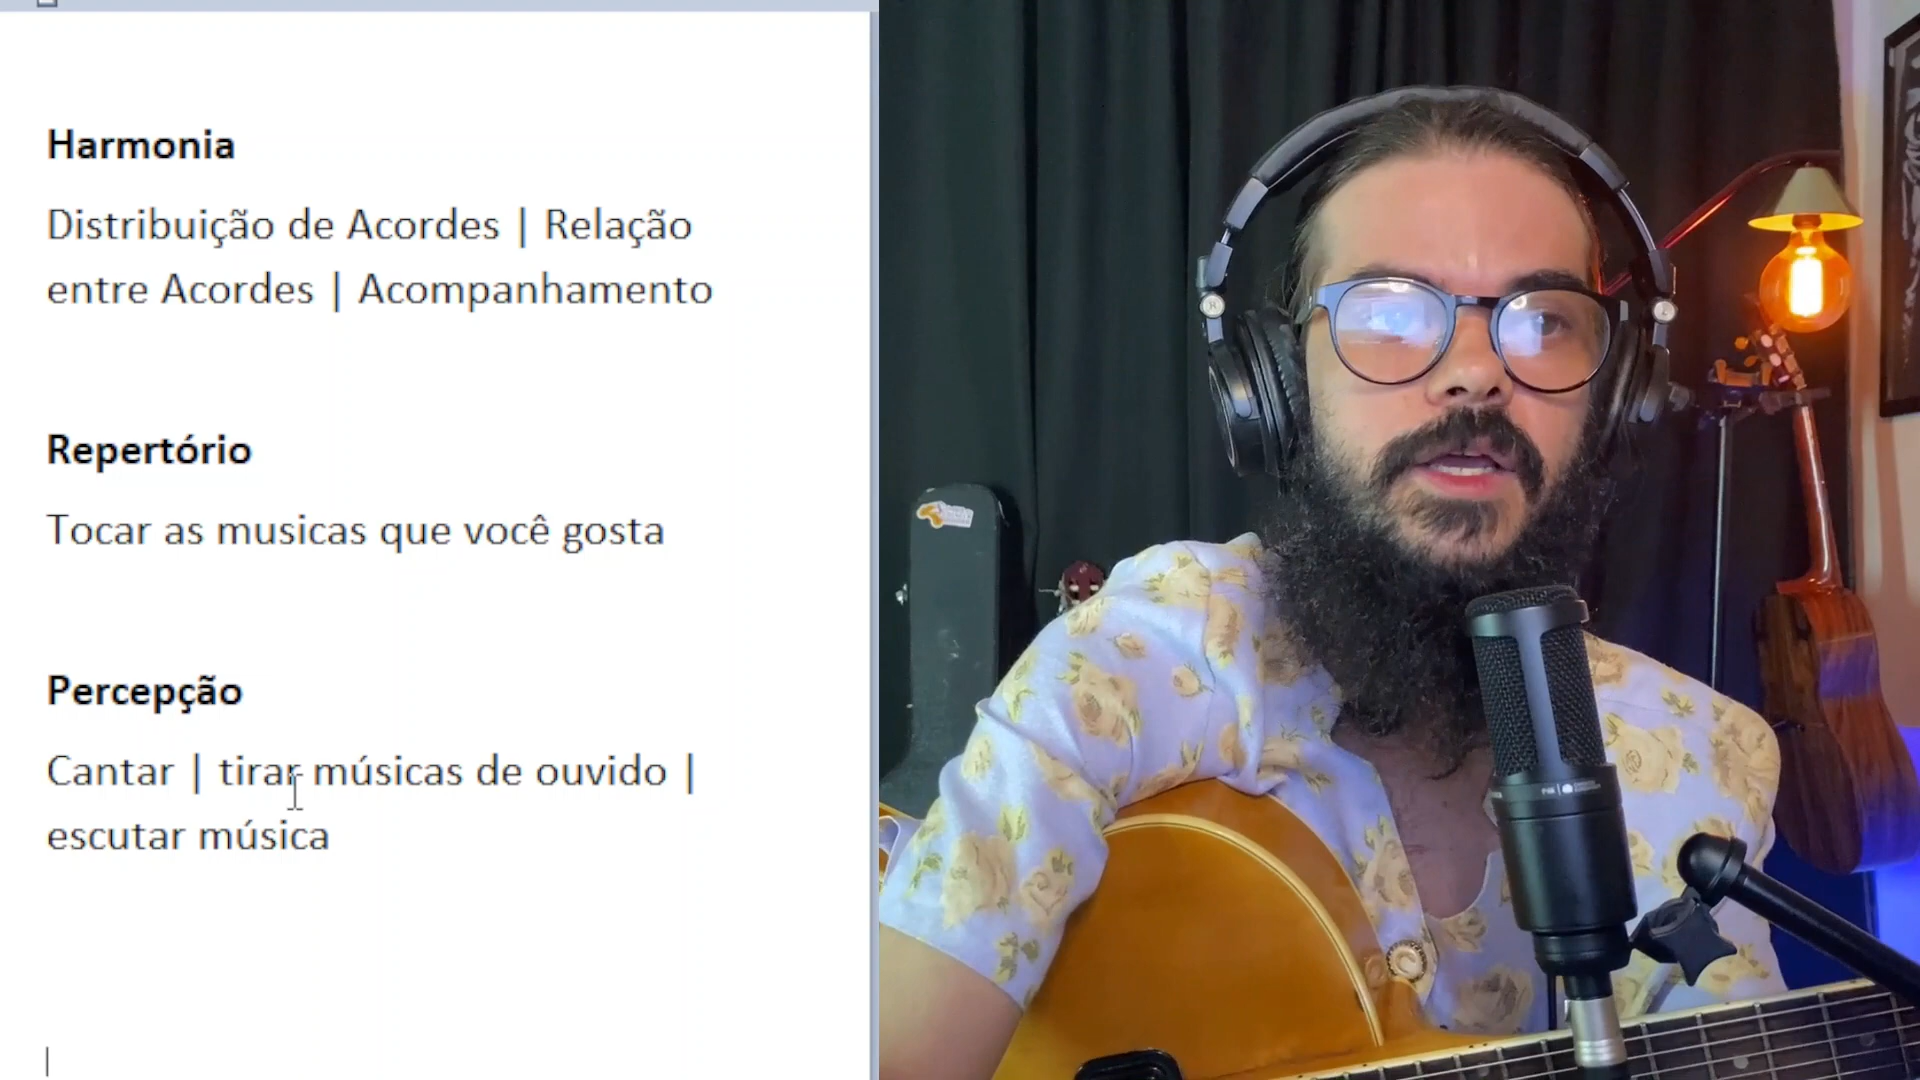 Harmonia
Distribuição de Acordes | Relação
entre Acordes | Acompanhamento
Repertório
Tocar as musicas que você gosta
Percepção
Cantar | tirar músicas de ouvido |
escutar música